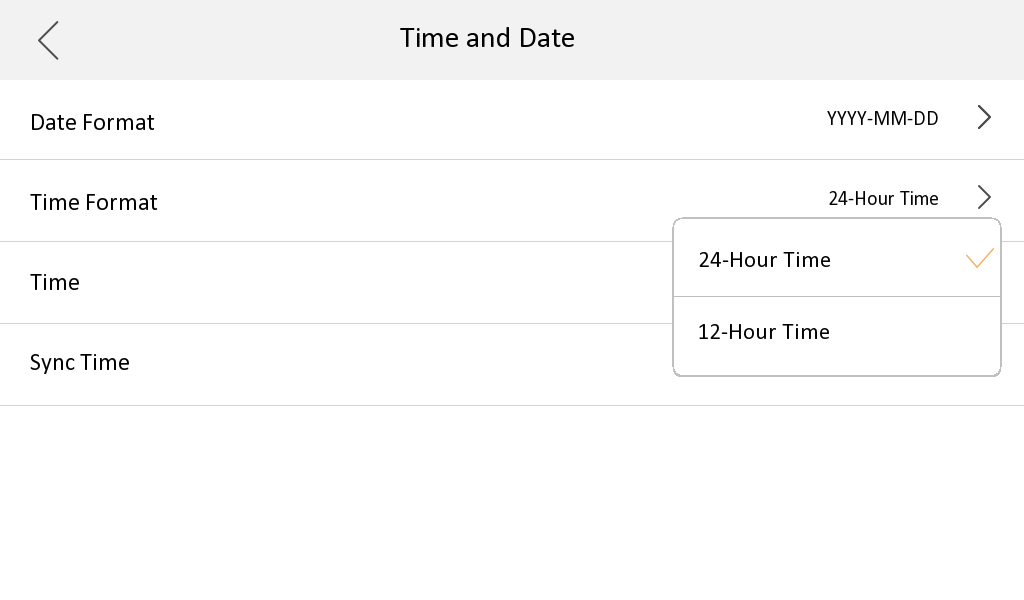 Time and Date
Date Format
YYYY-MM-DD
Time Format
24-Hour Time
24-Hour Time
Time
12-Hour Time
Sync Time